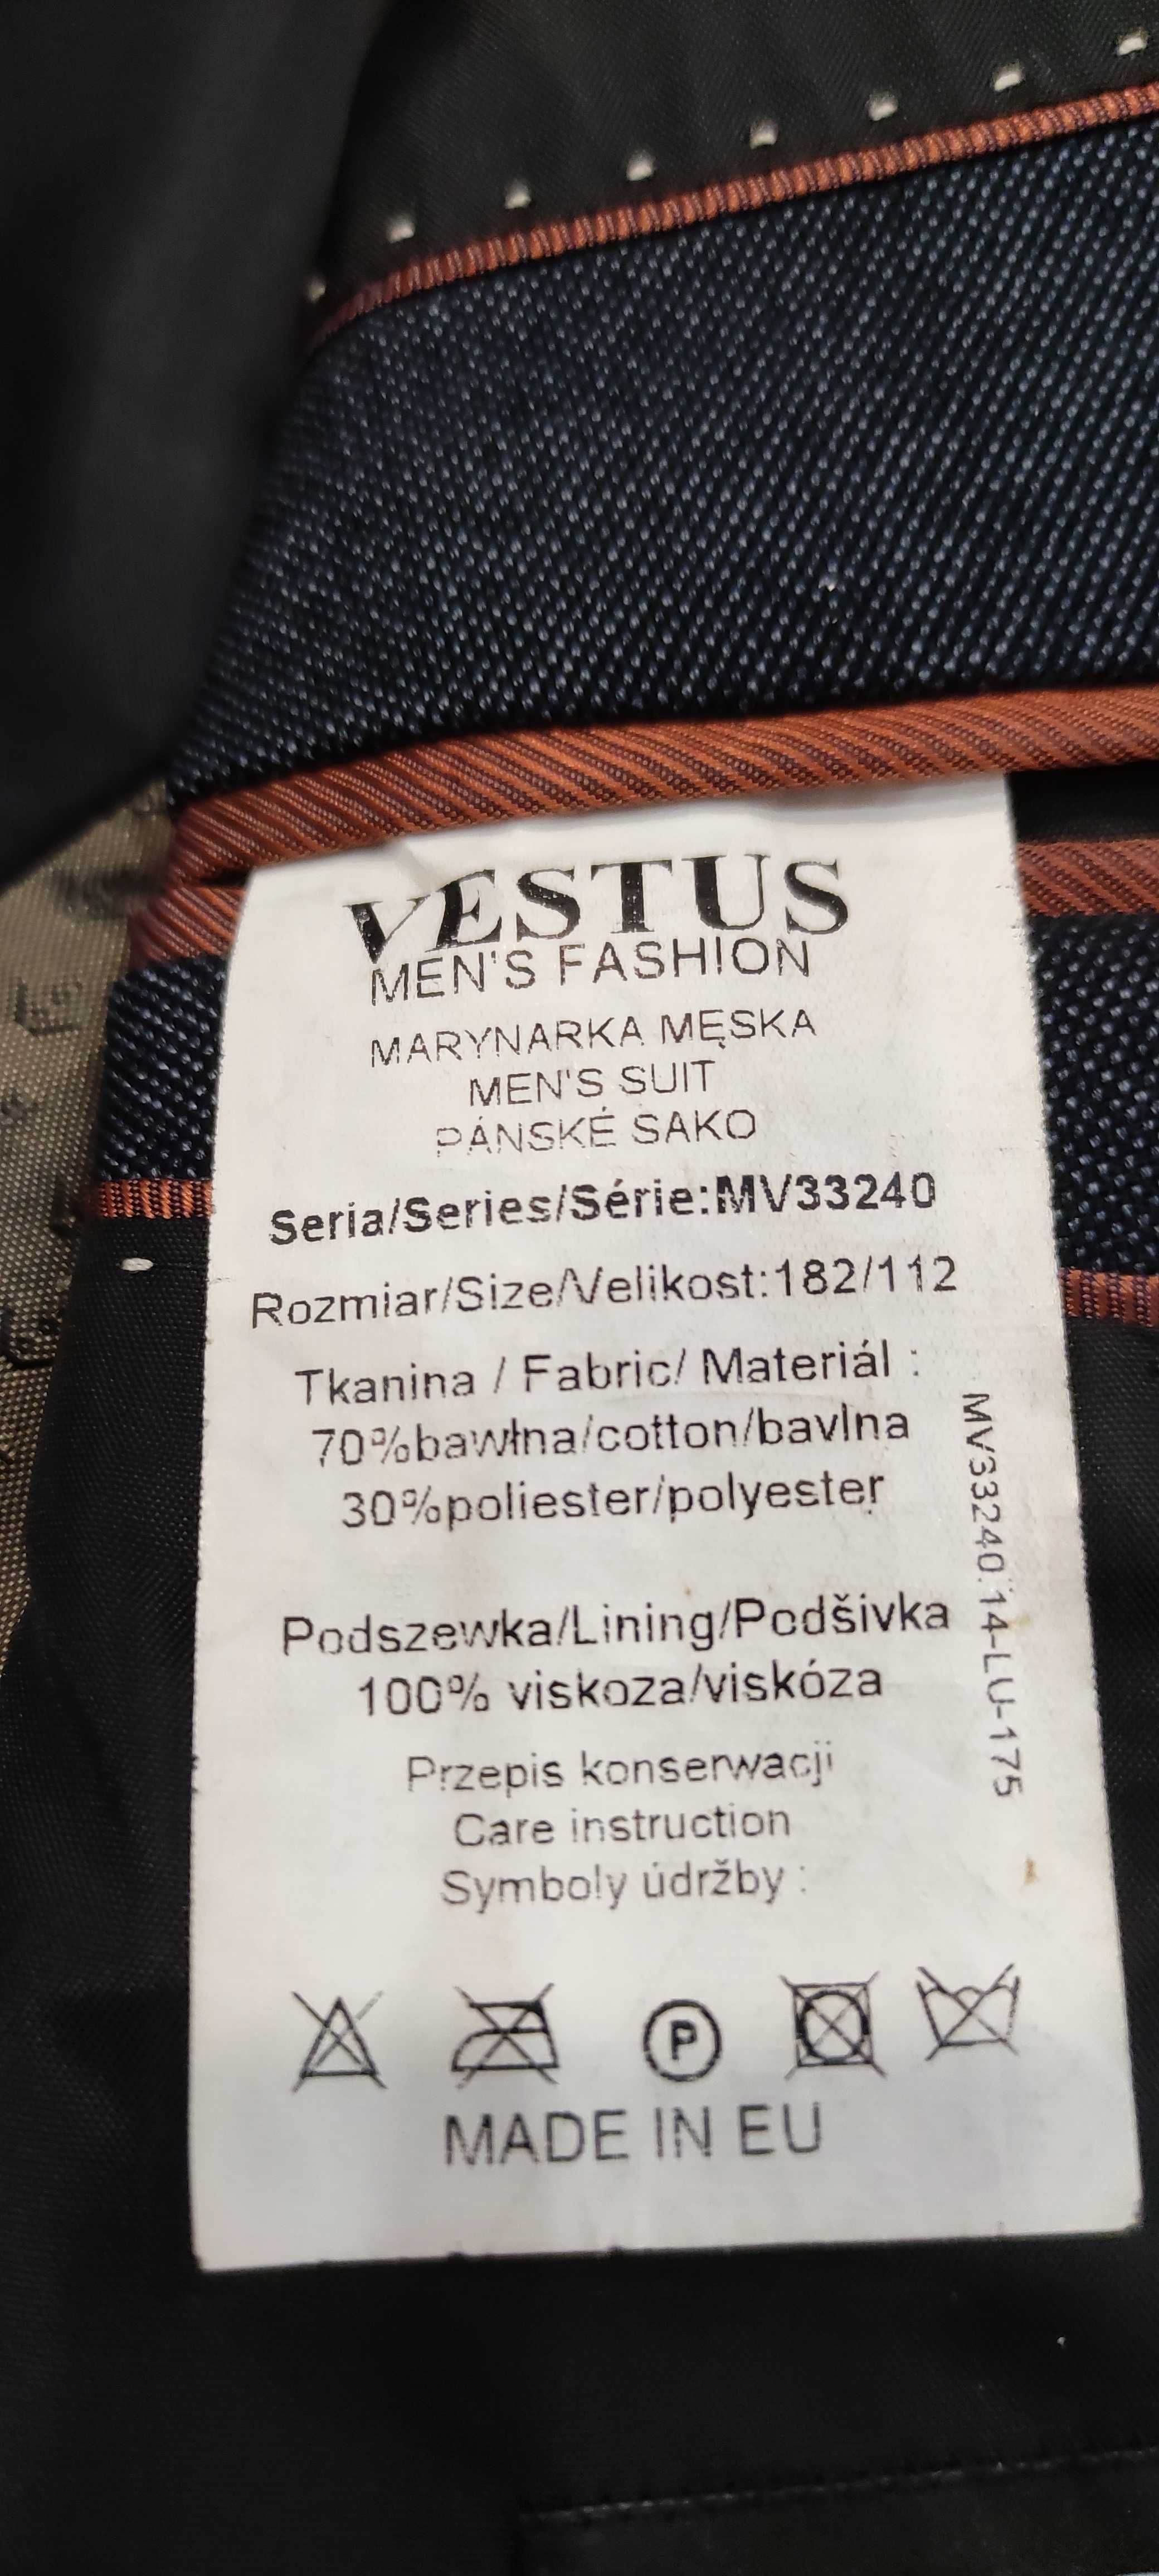 VESTUS
MEN'S FASHION
MARYNARKA MĘSKA
MEN'S SUIT
PÁNSKÉ SAKO
Seria/Series/Série:MV33240
Rozmiar/Size/Velikost:182/112
Tkanina / Fabric/ Materiál :
70%bawłna/cotton/bavlna
30%poliester/polyester
Podszewka/Lining/Podšivka
100% viskoza/viskóza
Przepis konserwacji
Care instruction
Symboly údržby :
P
MADE IN EU
MV33240.14-LU-175